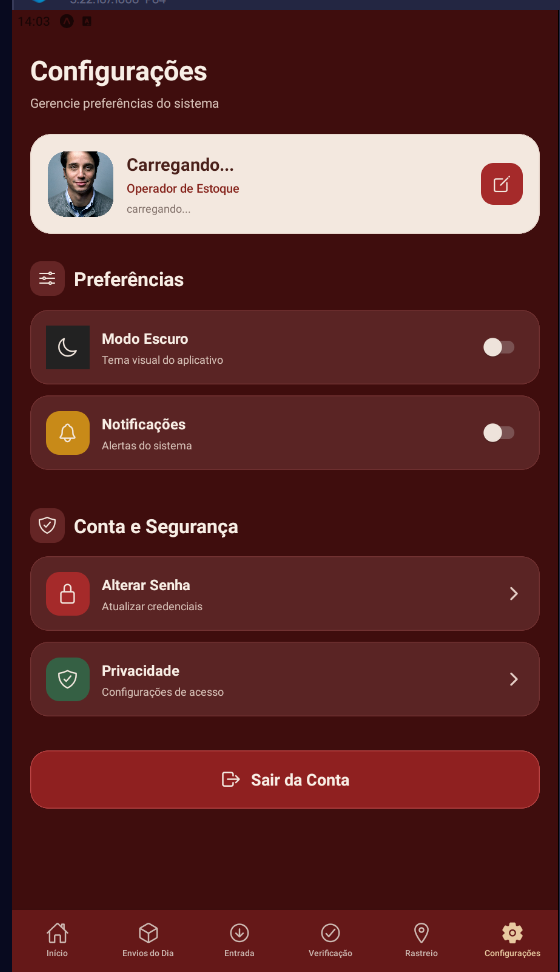 14:03
Configurações
Gerencie preferências do sistema
Carregando...
Operador de Estoque
carregando...
Preferências
Modo Escuro
Tema visual do aplicativo
Notificações
Alertas do sistema
Conta e Segurança
Alterar Senha
Atualizar credenciais
Privacidade
Configurações de acesso
Sair da Conta
Início
Envios do Dia
Entrada
Verificação
Rastreio
Configurações